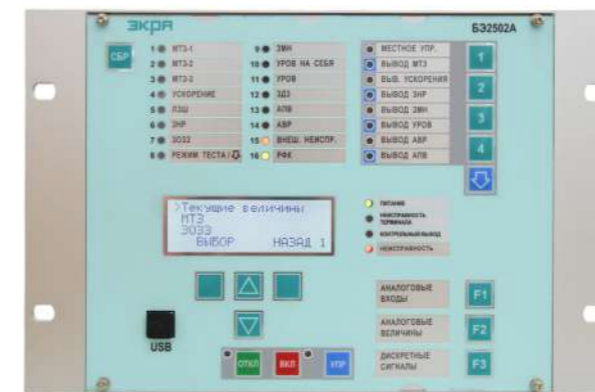 ЭКРА
БЭ2502А
СБР
1 МТЗ-1
2 МТЗ-2
3 МТЗ-2
4 УСКОРЕНИЕ
5 ЛЗШ
6 ЗНР
7 ЗОЗЗ
8 РЕЖИМ ТЕСТА/
9 ЗМН
10 УРОВ НА СЕБЯ
11 УРОВ
12 ЗДЗ
13 АПВ
14 АВР
15 ВНЕШ. НЕИСПР.
16 РФК
МЕСТНОЕ УПР.
ВЫВОД МТЗ
ВЫВ. УСКОРЕНИЯ
ВЫВОД ЗНР
ВЫВОД ЗМН
ВЫВОД УРОВ
ВЫВОД АВР
ВЫВОД АПВ
1
2
3
4
>Текущие величины
МТЗ
ЗОЗЗ
ВЫБОР НАЗАД 1
ПИТАНИЕ
НЕИСПРАВНОСТЬ
ТЕРМИНАЛА
КОНТРОЛЬНЫЙ ВЫВОД
НЕИСПРАВНОСТЬ
USB
ОТКЛ
ВКЛ
УПР
АНАЛОГОВЫЕ
ВХОДЫ
F1
АНАЛОГОВЫЕ
ВЕЛИЧИНЫ
F2
ДИСКРЕТНЫЕ
СИГНАЛЫ
F3